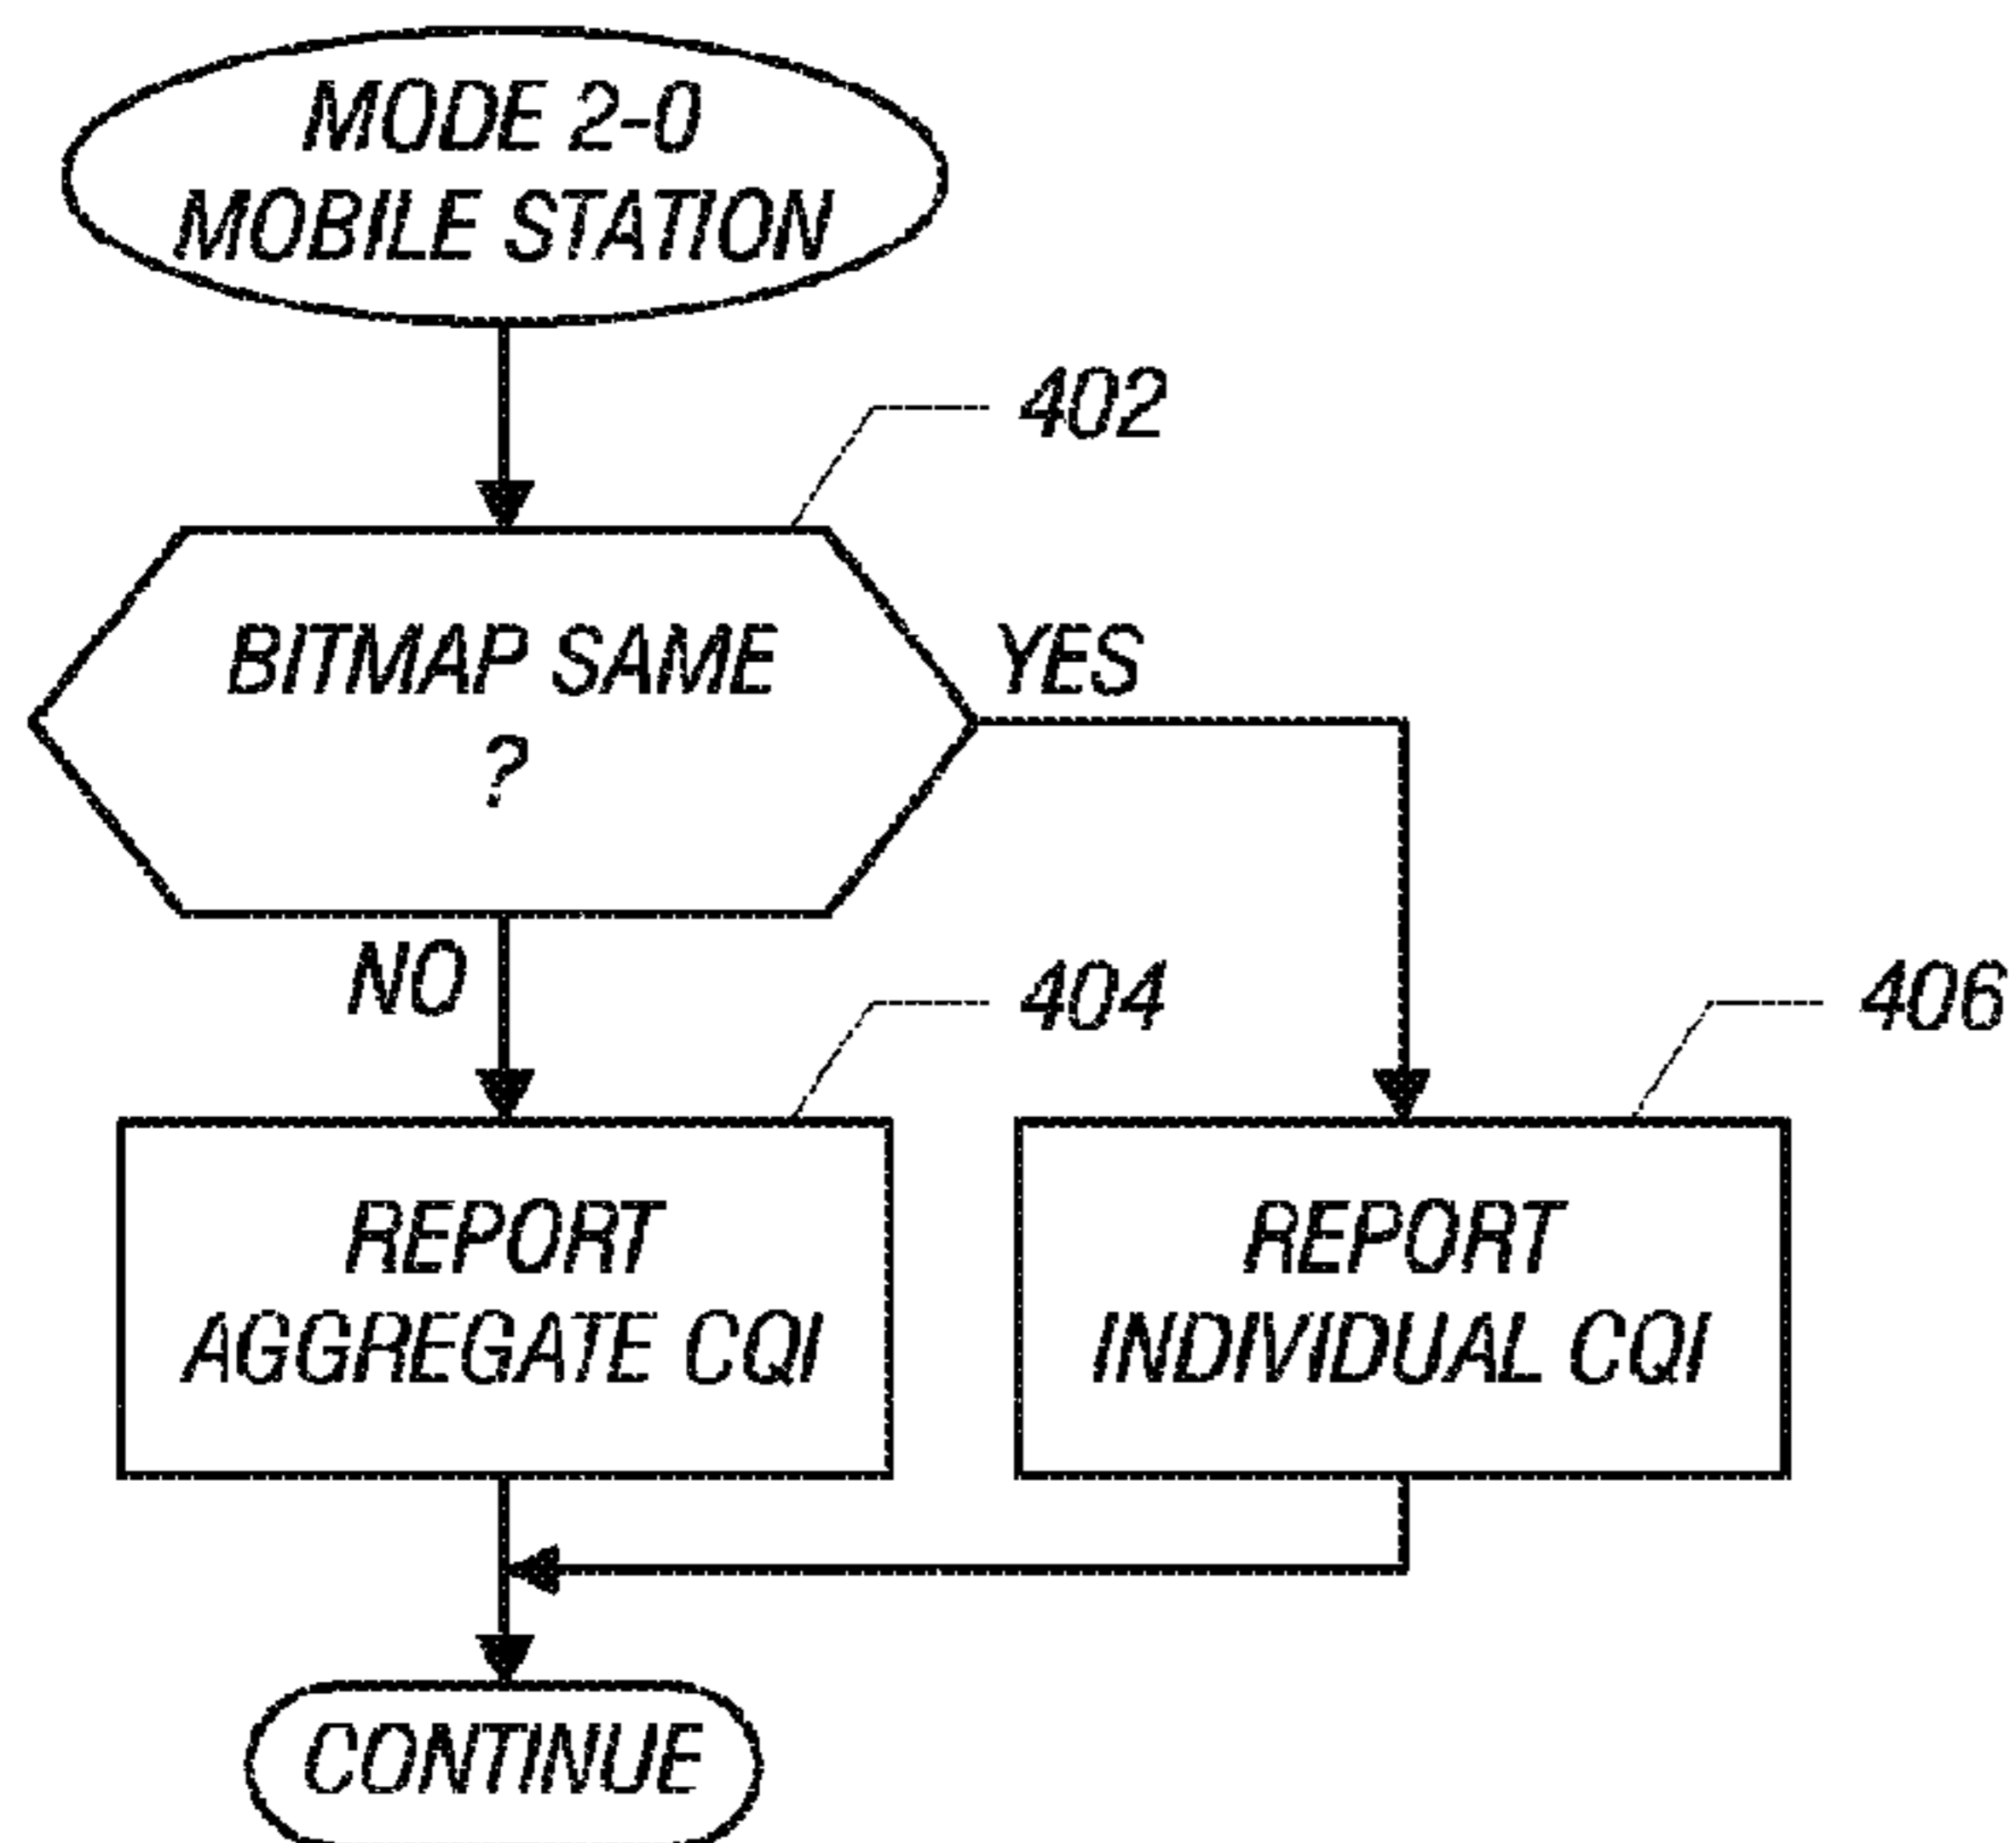 MODE 2-0
MOBILE STATION
402
BITMAP SAME
?
YES
NO
404
406
REPORT
AGGREGATE CQI
REPORT
INDIVIDUAL CQI
CONTINUE